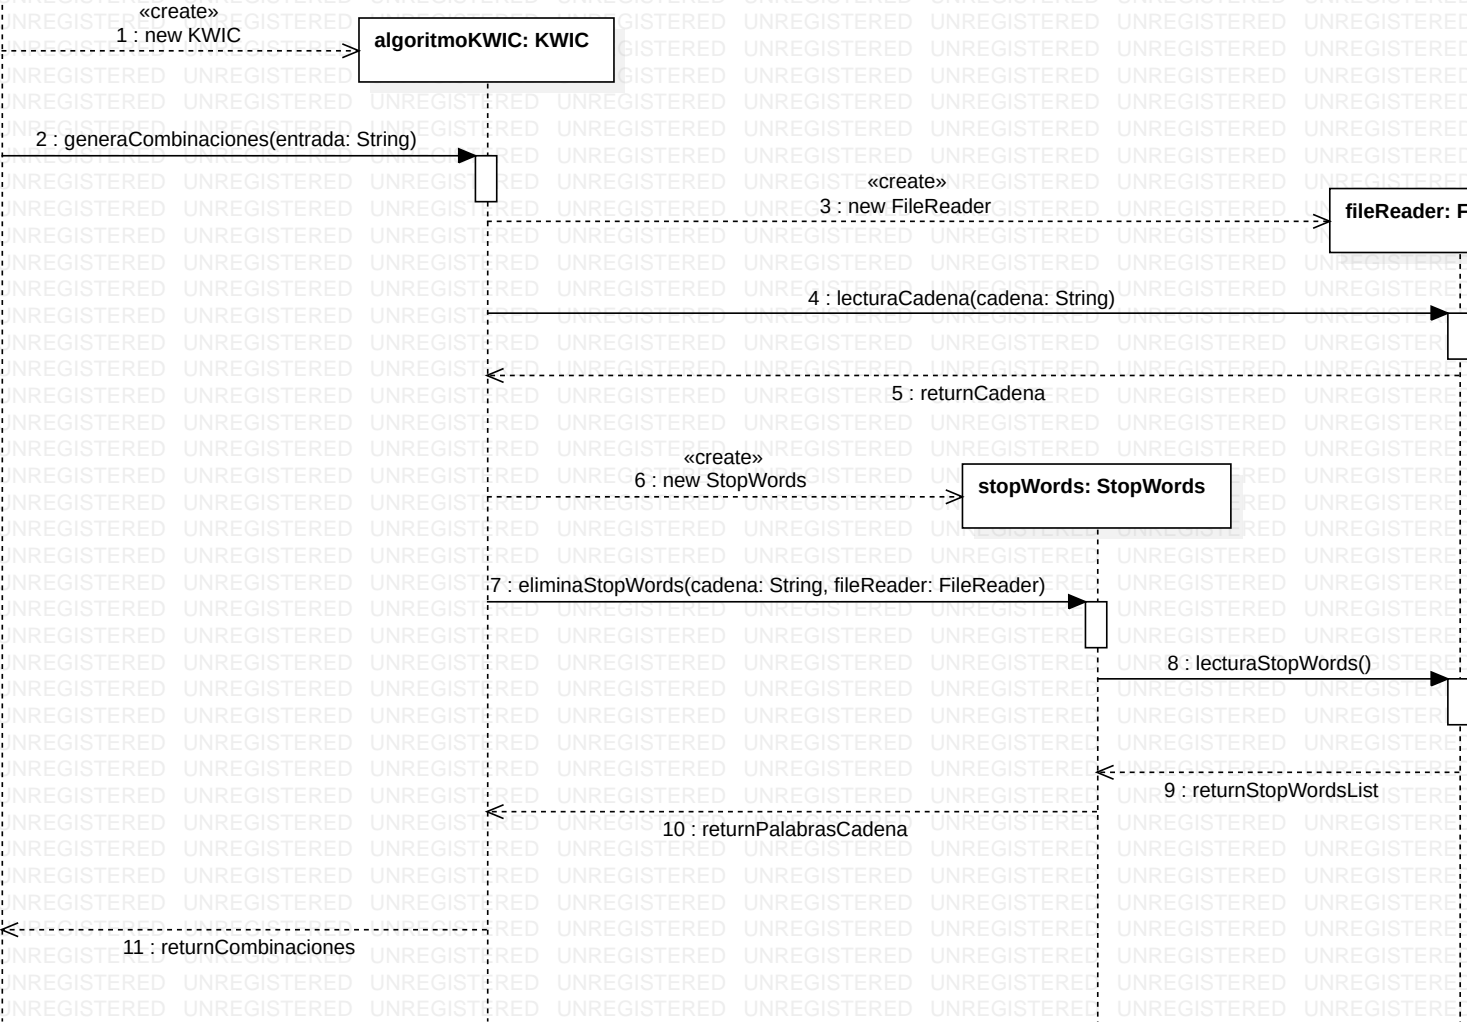 «create»
1 : new KWIC
algoritmoKWIC: KWIC
2 : generaCombinaciones(entrada: String)
«create»
3 : new FileReader
fileReader: F
4 : lecturaCadena(cadena: String)
5 : returnCadena
«create»
6 : new StopWords
stopWords: StopWords
7 : eliminaStopWords(cadena: String, fileReader: FileReader)
8 : lecturaStopWords()
9 : returnStopWordsList
10 : returnPalabrasCadena
11 : returnCombinaciones
UNREGISTERED